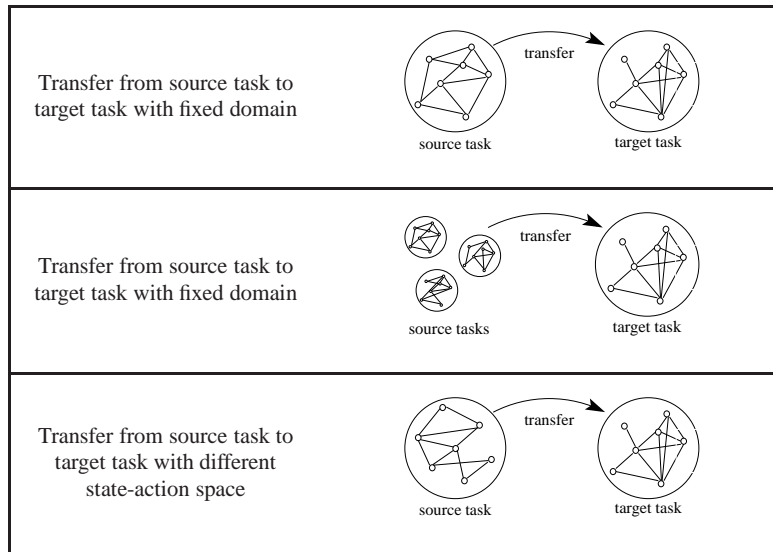 Transfer from source task to
target task with fixed domain
transfer
source task
target task
Transfer from source task to
target task with fixed domain
transfer
source tasks
target task
Transfer from source task to
target task with different
state-action space
transfer
source task
target task